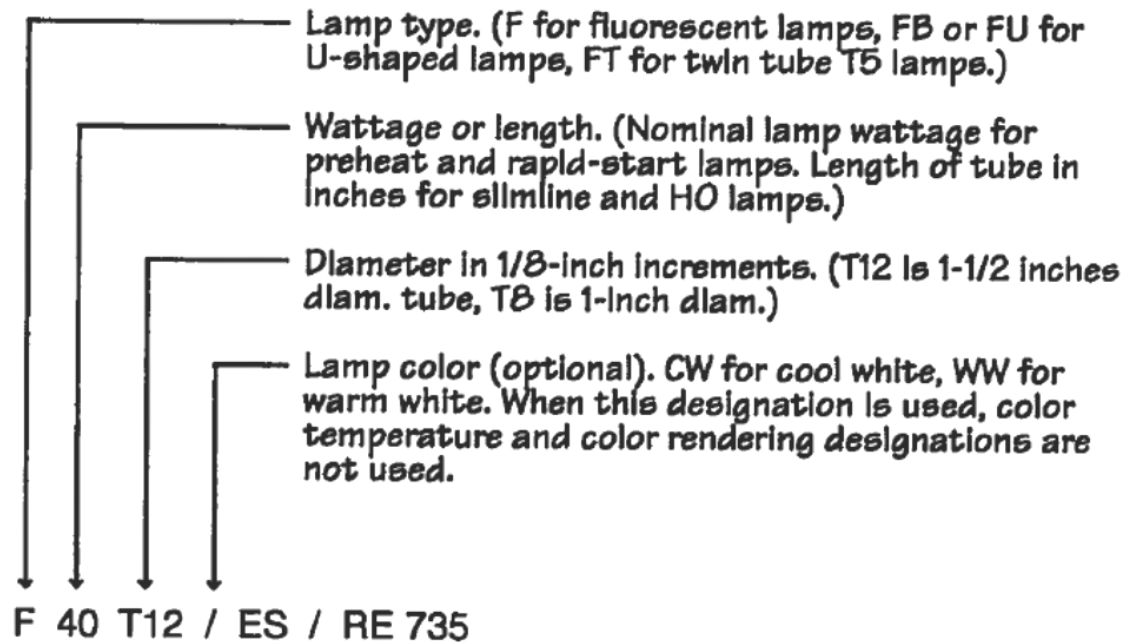 Lamp type. (F for fluorescent lamps, FB or FU for
U-shaped lamps, FT for twin tube T5 lamps.)
Wattage or length. (Nominal lamp wattage for
preheat and rapid-start lamps. Length of tube in
inches for slimline and HO lamps.)
Diameter in 1/8-inch increments. (T12 is 1-1/2 inches
diam. tube, T8 is 1-inch diam.)
Lamp color (optional). CW for cool white, WW for
warm white. When this designation is used, color
temperature and color rendering designations are
not used.
F 40 T12 / ES / RE 735